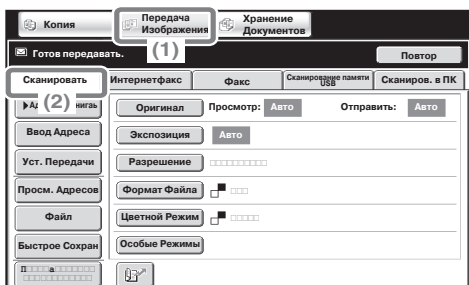 Копия
Передача Изображения
Хранение Документов
(1)
Готов передавать.
Повтор
Сканировать
Интернетфакс
Факс
Сканирование памяти USB
Сканиров. в ПК
(2)
Оригинал
Просмотр: Авто
Отправить: Авто
Ввод Адреса
Экспозиция
Авто
Уст. Передачи
Разрешение
Просм. Адресов
Формат Файла
Файл
Цветной Режим
Быстрое Сохран
Особые Режимы